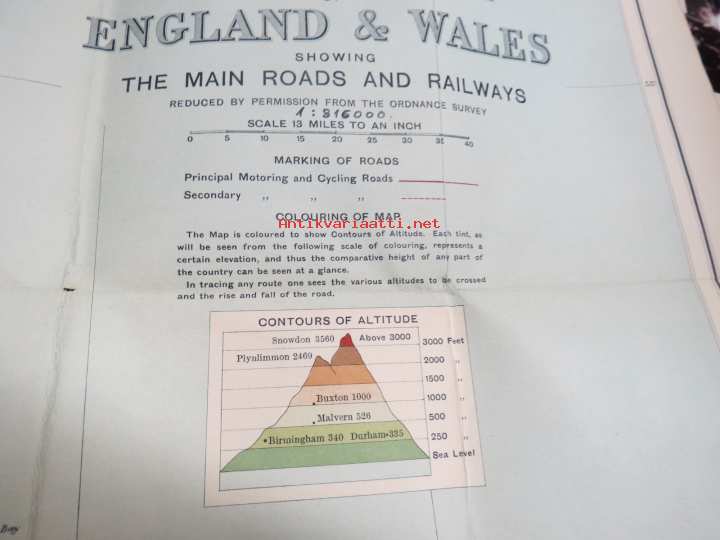 ENGLAND & WALES
SHOWING
THE MAIN ROADS AND RAILWAYS
REDUCED BY PERMISSION FROM THE ORDNANCE SURVEY
1:816000.
SCALE 13 MILES TO AN INCH
0 5 10 15 20 25 30 35 40
MARKING OF ROADS
Principal Motoring and Cycling Roads
Secondary „ „ „
COLOURING OF MAP
Antikvariaatti.net
The Map is coloured to show Contours of Altitude. Each tint, as
will be seen from the following scale of colouring, represents a
certain elevation, and thus the comparative height of any part of
the country can be seen at a glance.
In tracing any route one sees the various altitudes to be crossed
and the rise and fall of the road.
CONTOURS OF ALTITUDE
Snowdon 3560 Above 3000 3000 Feet
Plynlimmon 2469 2000 „
1500 „
Buxton 1000 1000 „
Malvern 526 500 „
Birmingham 340 Durham 335 250 „
Sea Level
Bay